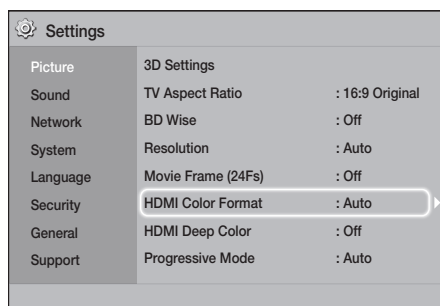 Settings
Picture
Sound
Network
System
Language
Security
General
Support
3D Settings
TV Aspect Ratio : 16:9 Original
BD Wise : Off
Resolution : Auto
Movie Frame (24Fs) : Off
HDMI Color Format : Auto
HDMI Deep Color : Off
Progressive Mode : Auto